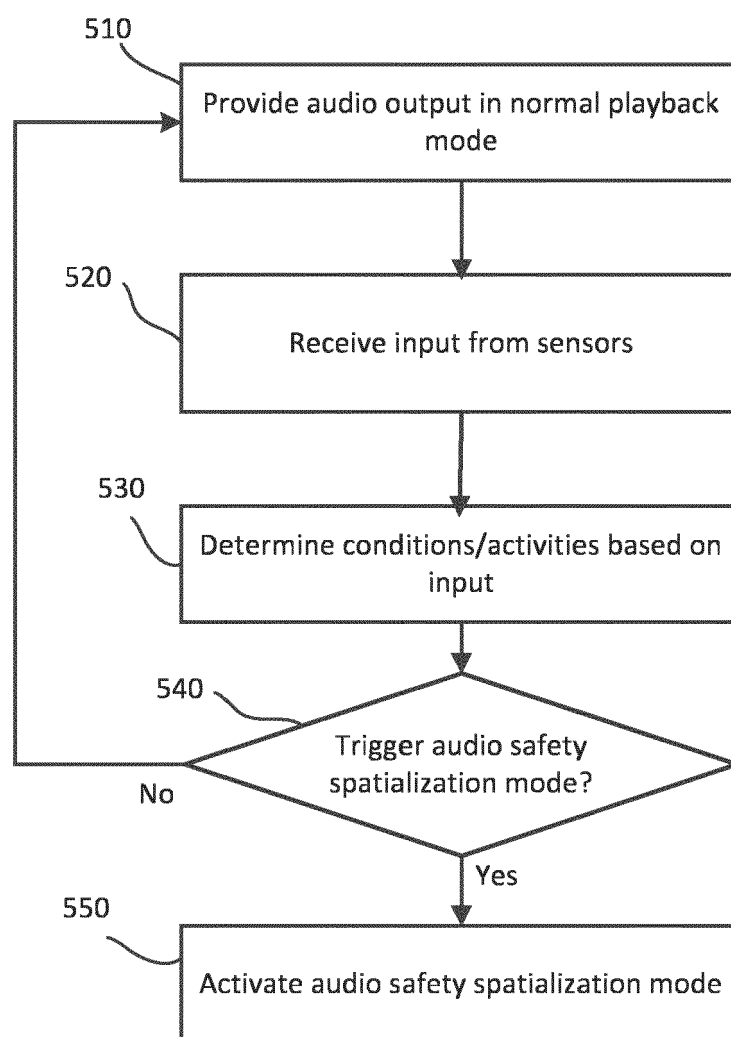 510
Provide audio output in normal playback
mode
520
Receive input from sensors
530
Determine conditions/activities based on
input
540
Trigger audio safety
spatialization mode?
No
Yes
550
Activate audio safety spatialization mode